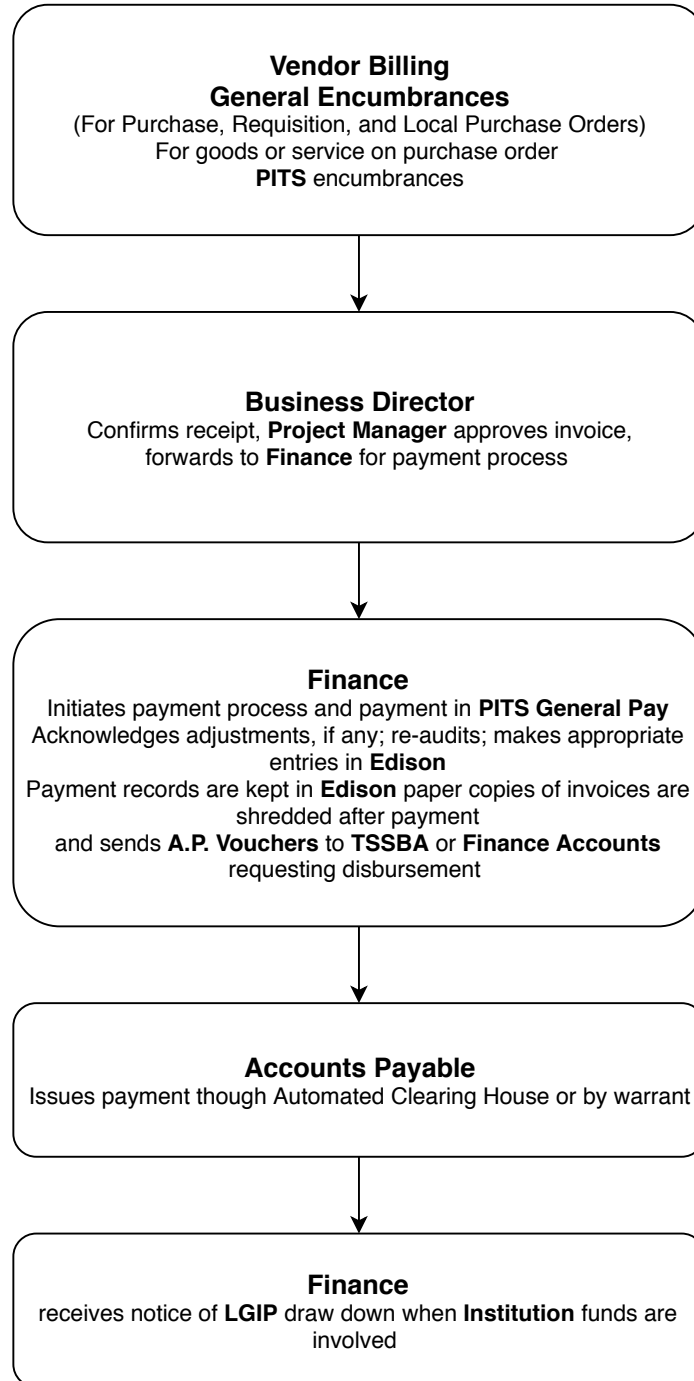 Vendor Billing
General Encumbrances
(For Purchase, Requisition, and Local Purchase Orders)
For goods or service on purchase order
PITS encumbrances
Business Director
Confirms receipt, Project Manager approves invoice,
forwards to Finance for payment process
Finance
Initiates payment process and payment in PITS General Pay
Acknowledges adjustments, if any; re-audits; makes appropriate
entries in Edison
Payment records are kept in Edison paper copies of invoices are
shredded after payment
and sends A.P. Vouchers to TSSBA or Finance Accounts
requesting disbursement
Accounts Payable
Issues payment though Automated Clearing House or by warrant
Finance
receives notice of LGIP draw down when Institution funds are
involved